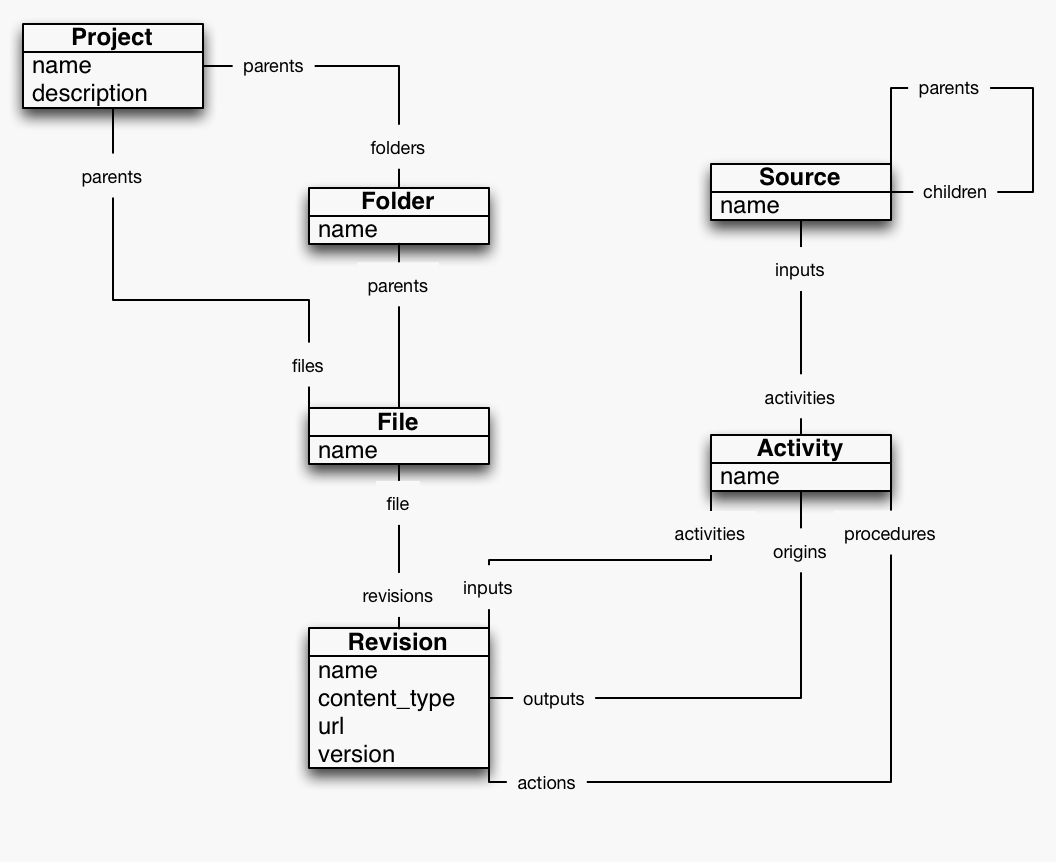 Project
name
description
parents
parents
folders
Folder
name
parents
files
File
name
file
revisions
Revision
name
content_type
url
version
parents
Source
name
children
inputs
activities
Activity
name
activities
origins
procedures
inputs
outputs
actions